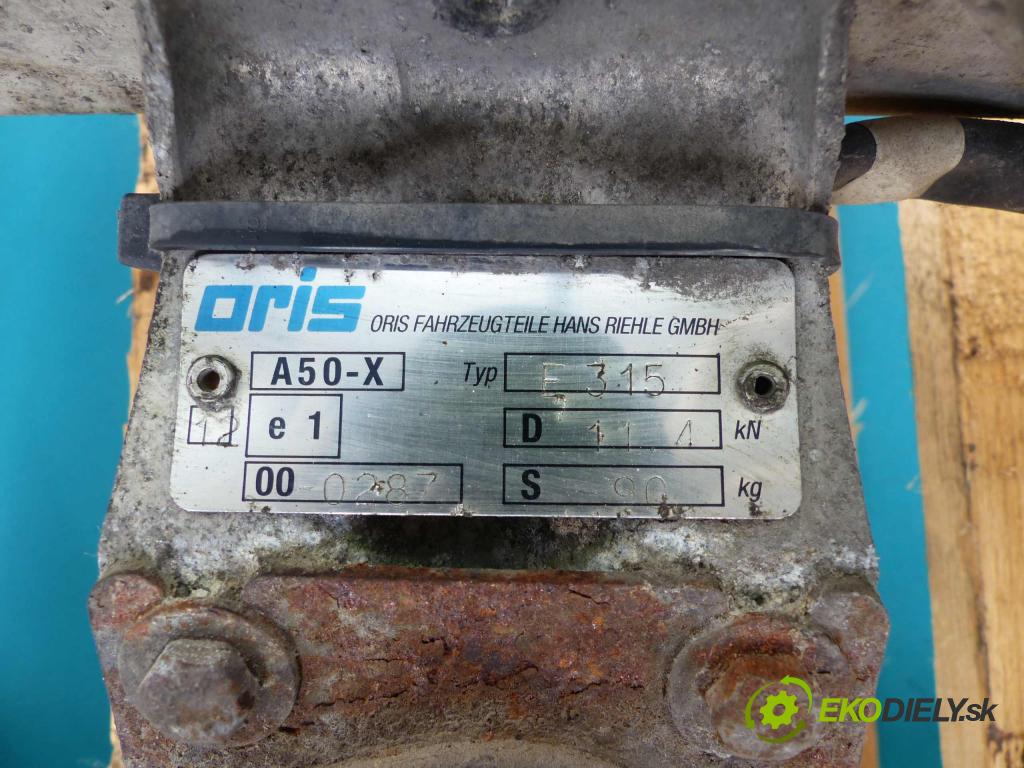 oris ORIS FAHRZEUGTEILE HANS RIEHLE GMBH
A50-X Typ E 315
12 e 1 D 11.4 kN
00-0287 S 90 kg
EKODIELY.sk